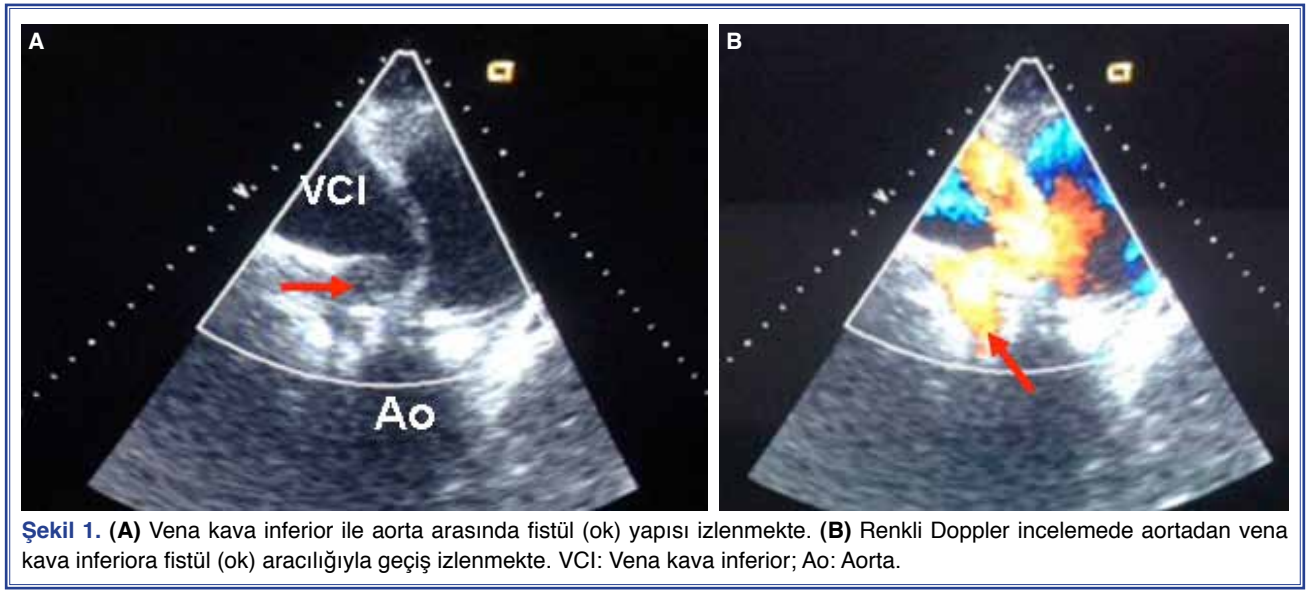 A
B
VCI
Ao
V
Şekil 1. (A) Vena kava inferior ile aorta arasında fistül (ok) yapısı izlenmekte. (B) Renkli Doppler incelemede aortadan vena
kava inferiora fistül (ok) aracılığıyla geçiş izlenmekte. VCI: Vena kava inferior; Ao: Aorta.